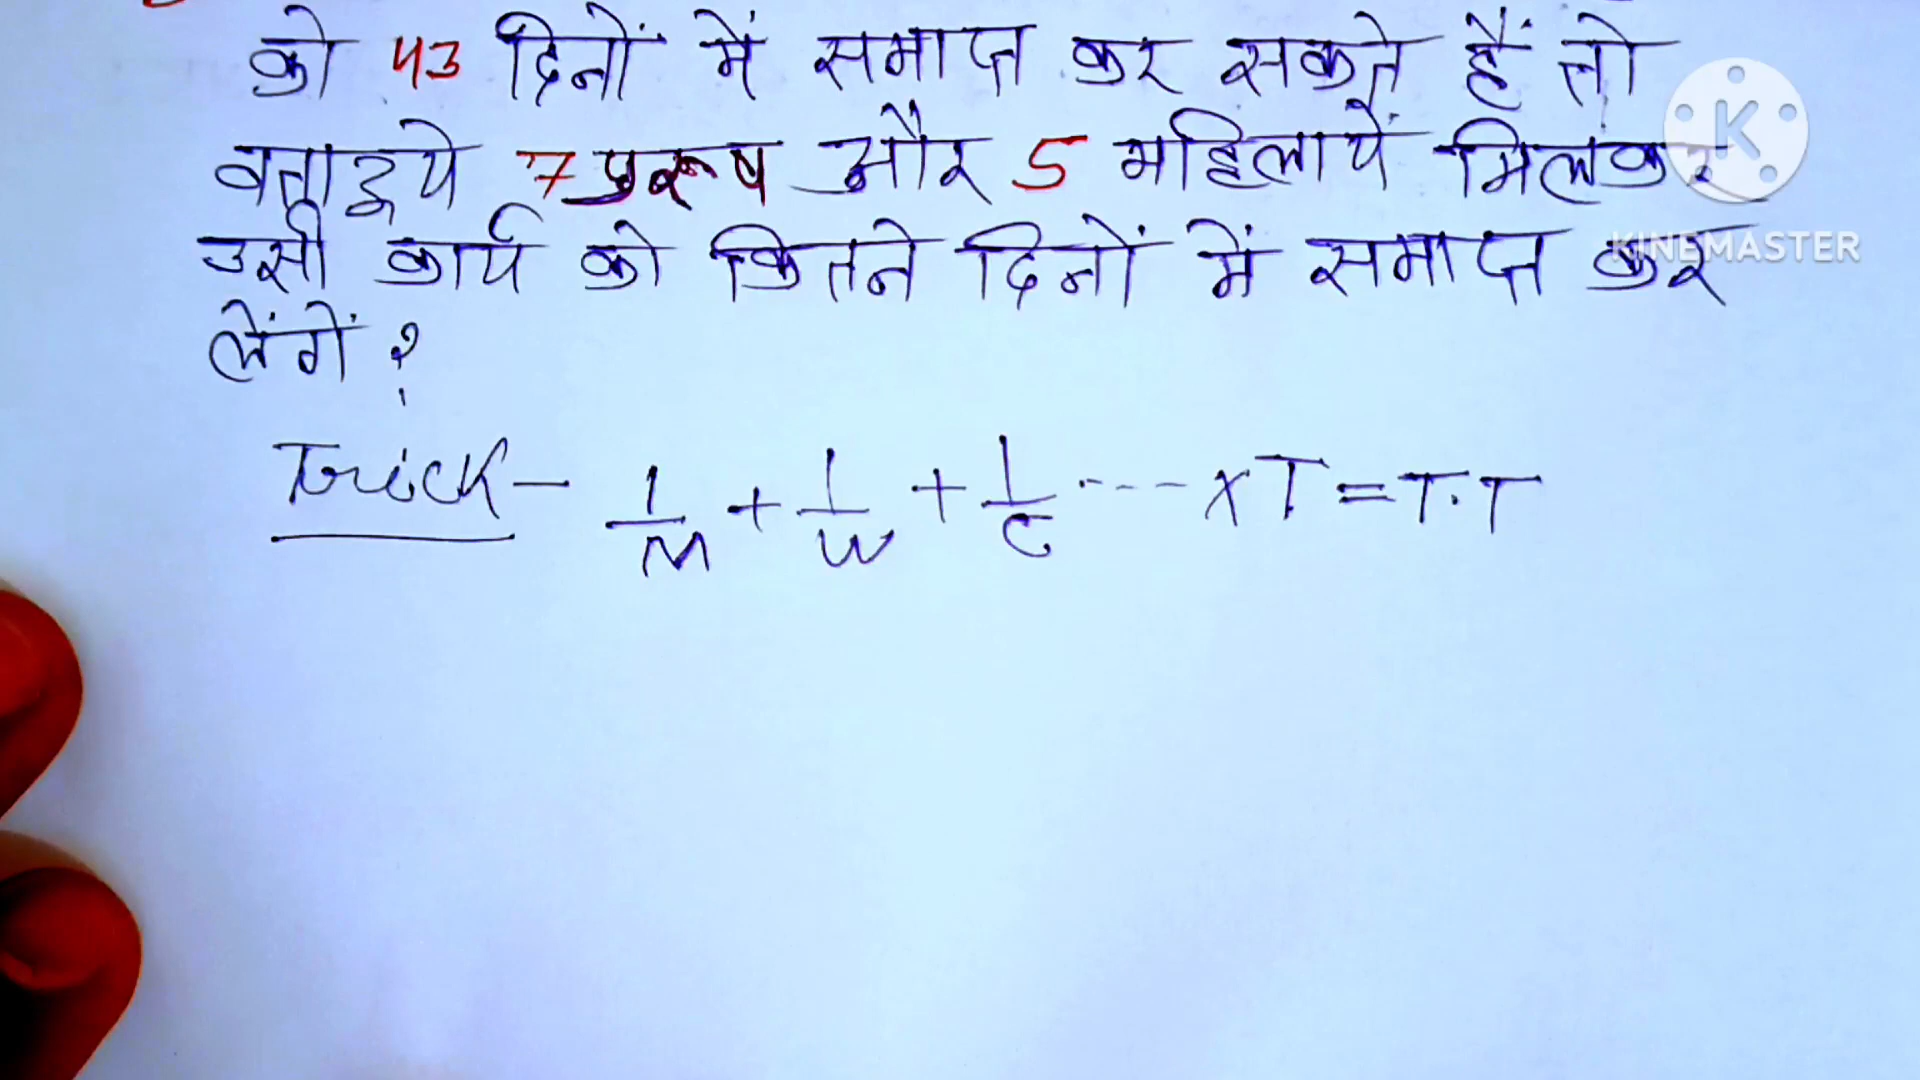 को 43 दिनों में समाप्त कर सकते हैं तो
बताइये 7 पुरूष और 5 महिलायें मिलकर
उसी कार्य को कितने दिनों में समाप्त कर
लेंगें ?
Trick - 1/M + 1/W + 1/C ---- × T = T.T
K
KINEMASTER